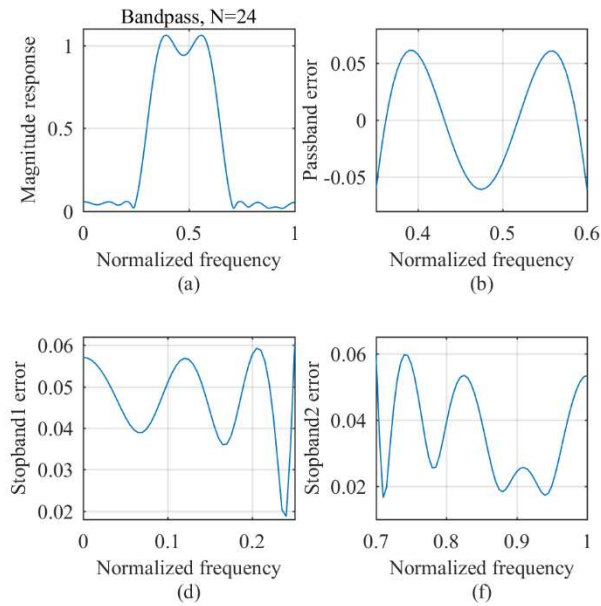 Bandpass, N=24
Magnitude response
1
0.5
0
0 0.5 1
Normalized frequency
(a)
Passband error
0.05
0
-0.05
0.4 0.5 0.6
Normalized frequency
(b)
Stopband1 error
0.06
0.05
0.04
0.03
0.02
0 0.1 0.2
Normalized frequency
(d)
Stopband2 error
0.06
0.04
0.02
0.7 0.8 0.9 1
Normalized frequency
(f)